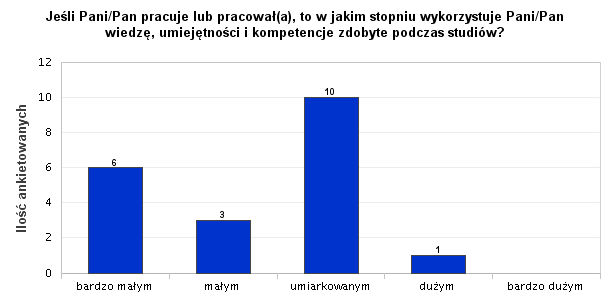 Jeśli Pani/Pan pracuje lub pracował(a), to w jakim stopniu wykorzystuje Pani/Pan
wiedzę, umiejętności i kompetencje zdobyte podczas studiów?
Ilość ankietowanych
12
10
8
6
4
2
0
6
3
10
1
bardzo małym
małym
umiarkowanym
dużym
bardzo dużym